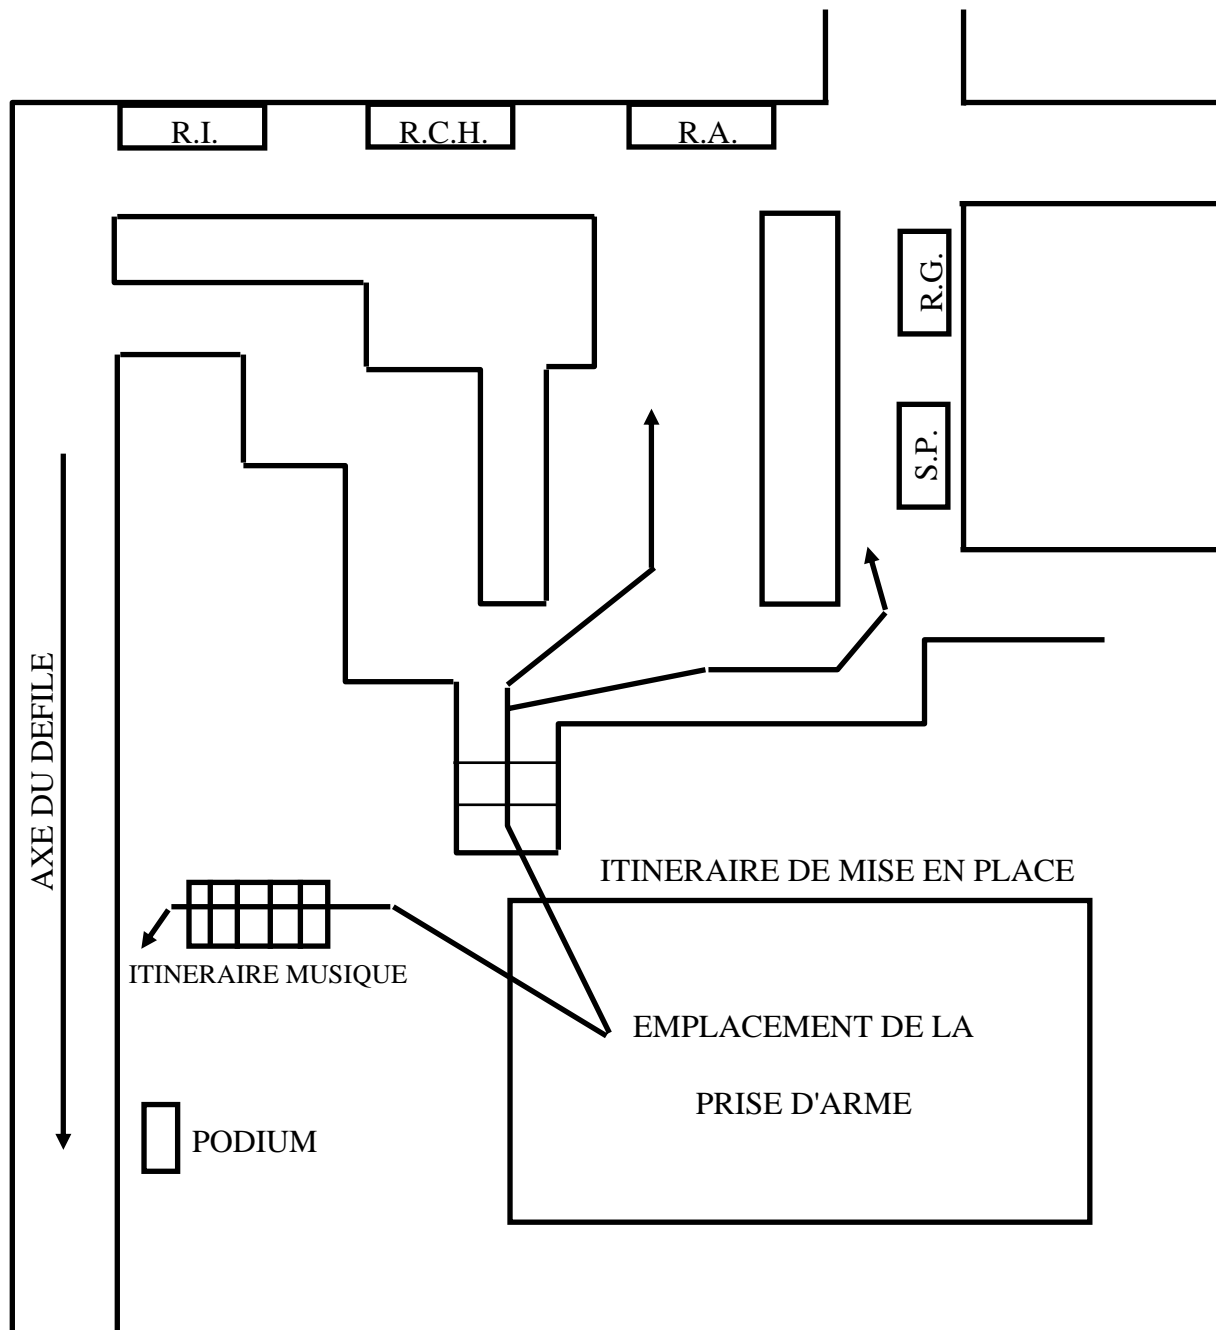 R.I.
R.C.H.
R.A.
R.G.
S.P.
AXE DU DEFILE
ITINERAIRE DE MISE EN PLACE
ITINERAIRE MUSIQUE
EMPLACEMENT DE LA
PRISE D'ARME
PODIUM